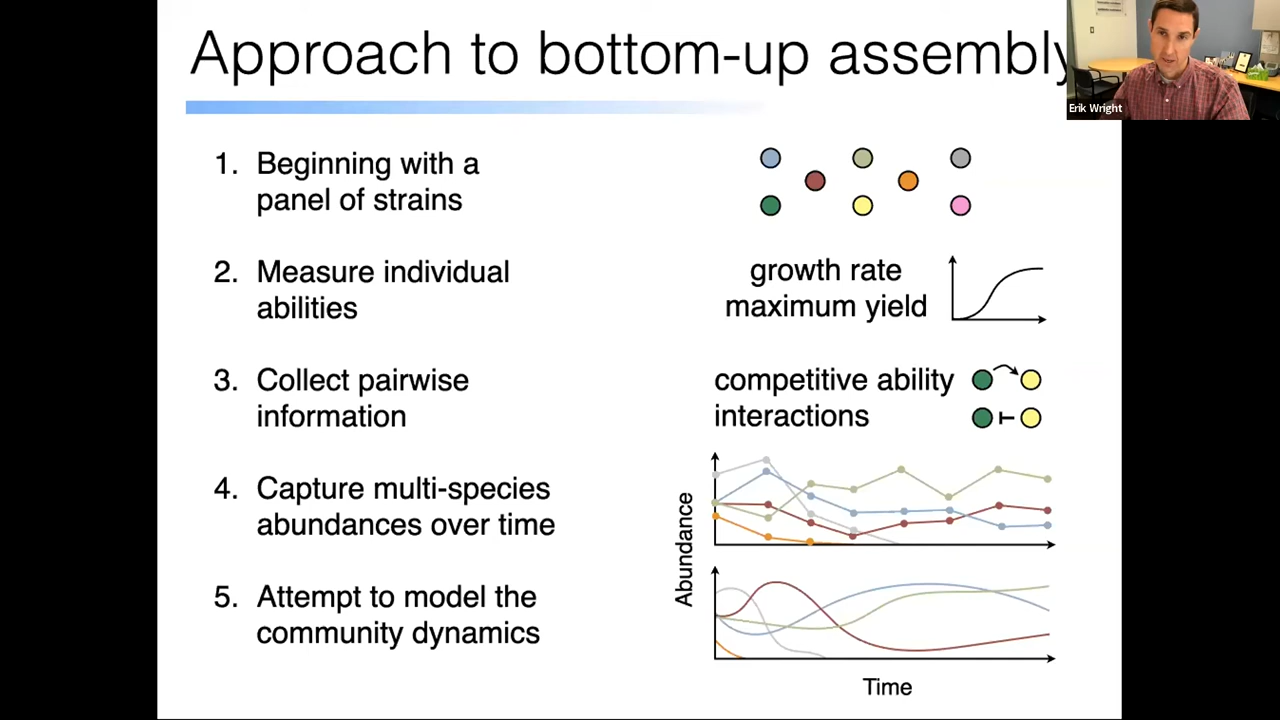 Approach to bottom-up assembly
Erik Wright
1. Beginning with a
panel of strains
2. Measure individual
abilities
growth rate
maximum yield
3. Collect pairwise
information
competitive ability
interactions
4. Capture multi-species
abundances over time
5. Attempt to model the
community dynamics
Abundance
Time